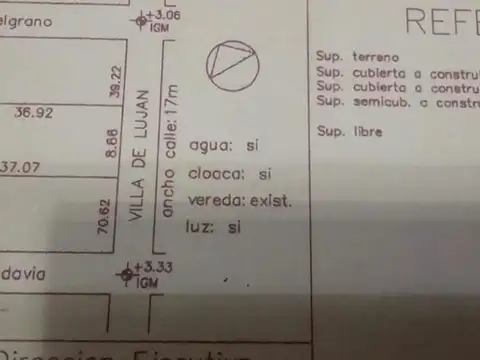 elgrano
+3.06
IGM
REFE
39.22
36.92
8.66
37.07
70.62
VILLA DE LUJAN
ancho calle: 17m
agua: si
cloaca: si
vereda: exist.
luz: si
Sup. terreno
Sup. cubierta a constru
Sup. cubierta a constru
Sup. semicub. a constr
Sup. libre
davia
+3.33
IGM